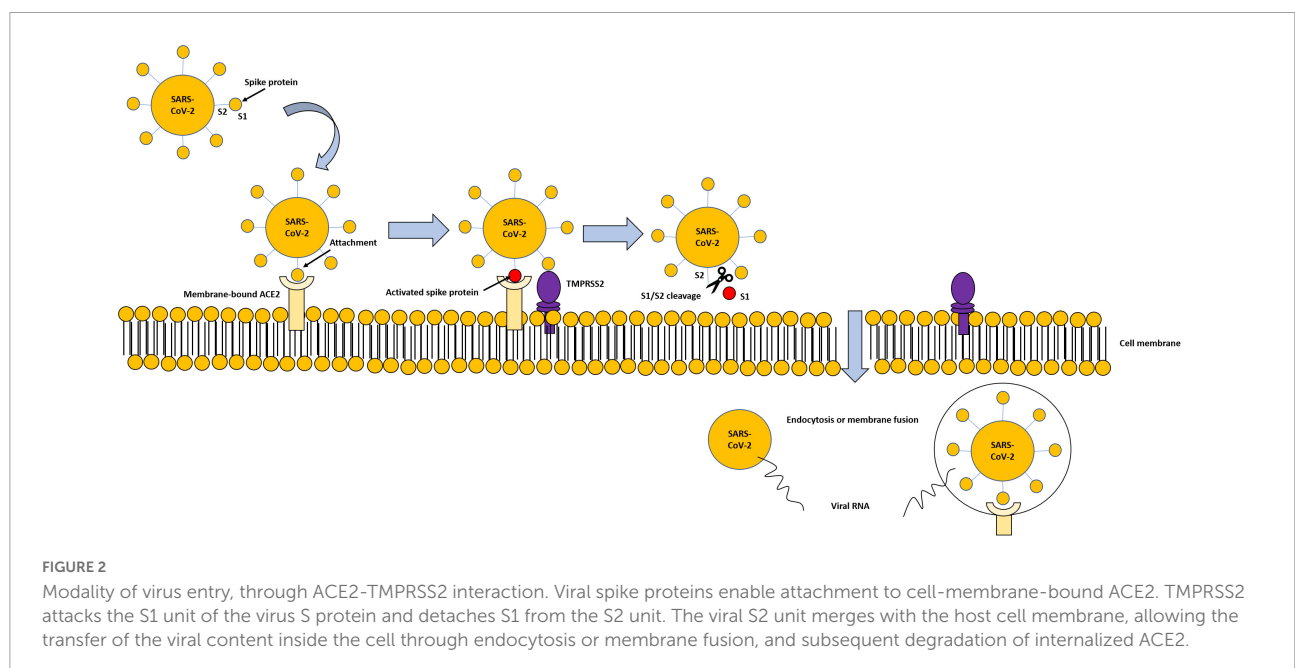 Spike protein
SARS-
CoV-2
S2
S1
SARS-
CoV-2
Attachment
Membrane-bound ACE2
SARS-
CoV-2
Activated spike protein
TMPRSS2
SARS-
CoV-2
S2
S1/S2 cleavage
S1
Cell membrane
SARS-
CoV-2
Endocytosis or membrane fusion
Viral RNA
SARS-
CoV-2
FIGURE 2
Modality of virus entry, through ACE2-TMPRSS2 interaction. Viral spike proteins enable attachment to cell-membrane-bound ACE2. TMPRSS2
attacks the S1 unit of the virus S protein and detaches S1 from the S2 unit. The viral S2 unit merges with the host cell membrane, allowing the
transfer of the viral content inside the cell through endocytosis or membrane fusion, and subsequent degradation of internalized ACE2.